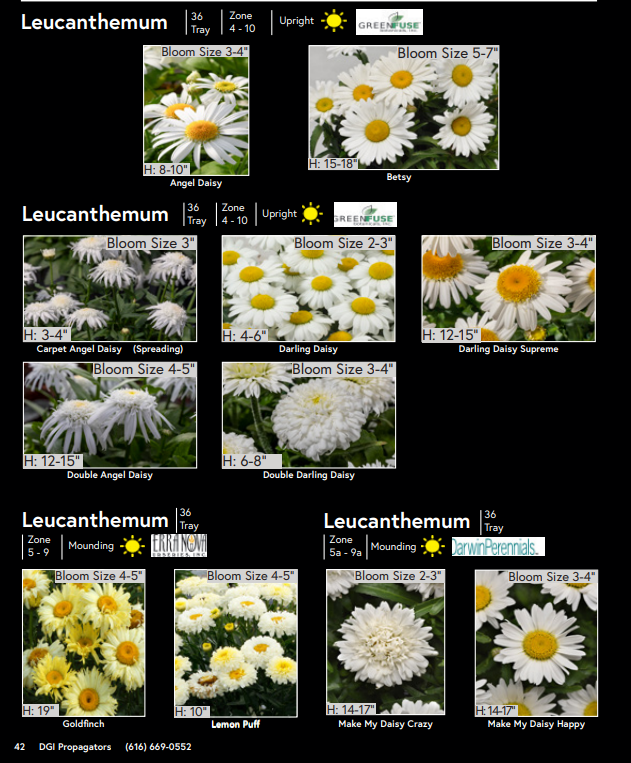 Leucanthemum
36
Tray
Zone
4 - 10
Upright
GREENFUSE
BOTANICALS, INC.
Bloom Size 3-4"
H: 8-10"
Angel Daisy
Bloom Size 5-7"
H: 15-18"
Betsy
Leucanthemum
36
Tray
Zone
4 - 10
Upright
GREENFUSE
BOTANICALS, INC.
Bloom Size 3"
H: 3-4"
Carpet Angel Daisy (Spreading)
Bloom Size 2-3"
H: 4-6"
Darling Daisy
Bloom Size 3-4"
H: 12-15"
Darling Daisy Supreme
Bloom Size 4-5"
H: 12-15"
Double Angel Daisy
Bloom Size 3-4"
H: 6-8"
Double Darling Daisy
Leucanthemum
36
Tray
Zone
5 - 9
Mounding
TERRA NOVA
NURSERIES, INC.
Bloom Size 4-5"
H: 19"
Goldfinch
Bloom Size 4-5"
H: 10"
Lemon Puff
Leucanthemum
36
Tray
Zone
5a - 9a
Mounding
DarwinPerennials
Bloom Size 2-3"
H: 14-17"
Make My Daisy Crazy
Bloom Size 3-4"
H: 14-17"
Make My Daisy Happy
42 DGI Propagators (616) 669-0552